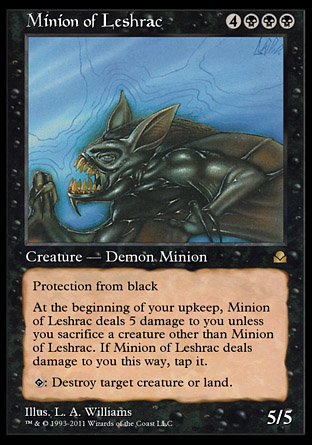 Minion of Leshrac 4
Creature — Demon Minion
Protection from black
At the beginning of your upkeep, Minion
of Leshrac deals 5 damage to you unless
you sacrifice a creature other than Minion
of Leshrac. If Minion of Leshrac deals
damage to you this way, tap it.
: Destroy target creature or land.
Illus. L. A. Williams
™ & © 1993-2011 Wizards of the Coast LLC
5/5